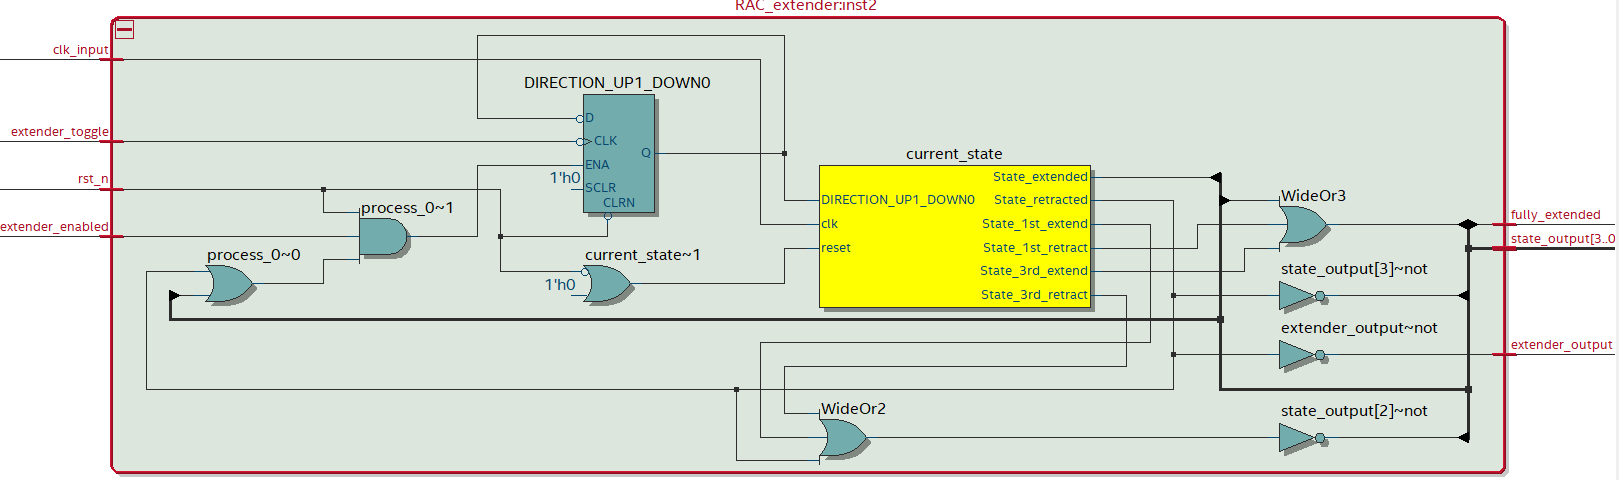 RAC_extender:inst2
clk_input
DIRECTION_UP1_DOWN0
D
extender_toggle
CLK
Q
current_state
ENA
rst_n
1'h0
SCLR
CLRN
State_extended
DIRECTION_UP1_DOWN0
State_retracted
WideOr3
process_0~1
extender_enabled
clk
State_1st_extend
fully_extended
reset
State_1st_retract
state_output[3..0
process_0~0
current_state~1
State_3rd_extend
state_output[3]~not
1'h0
State_3rd_retract
extender_output~not
extender_output
WideOr2
state_output[2]~not